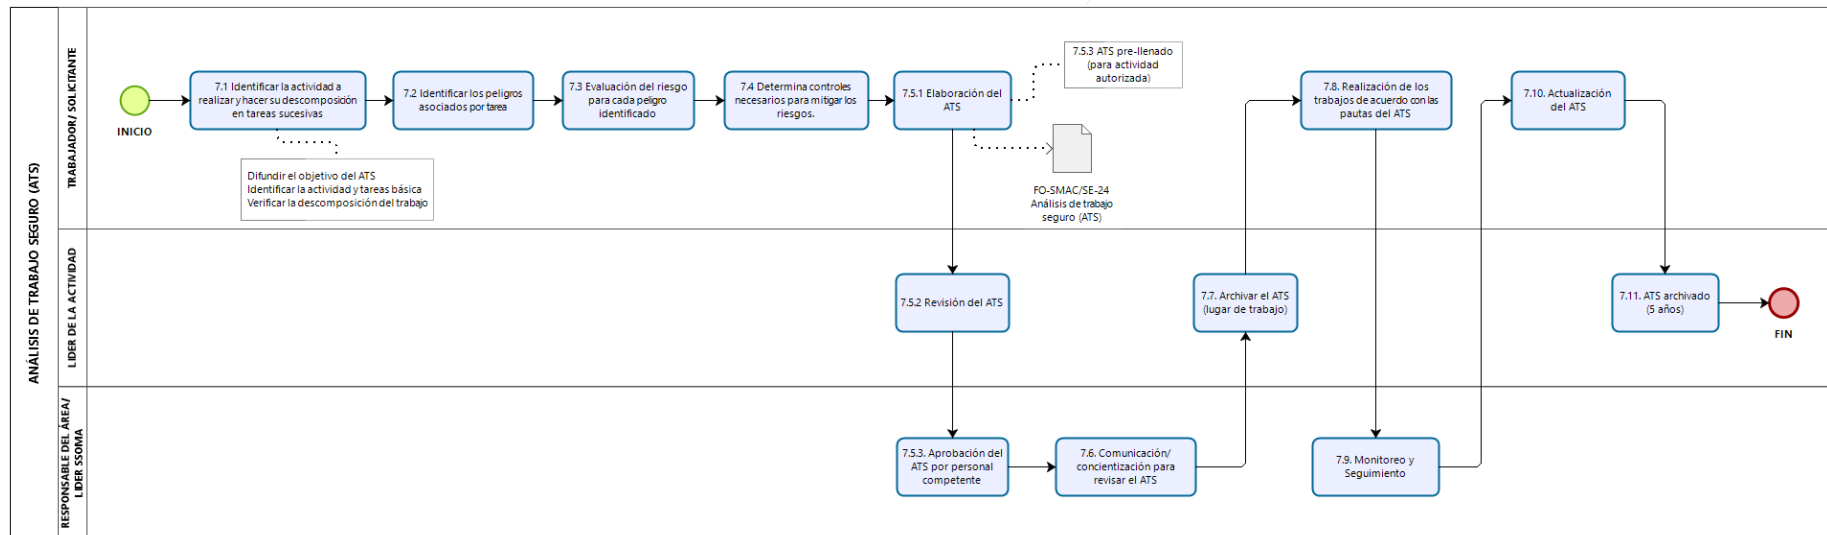 ANÁLISIS DE TRABAJO SEGURO (ATS)
TRABAJADOR/ SOLICITANTE
INICIO
7.1 Identificar la actividad a
realizar y hacer su descomposición
en tareas sucesivas
Difundir el objetivo del ATS
Identificar la actividad y tareas básica
Verificar la descomposición del trabajo
7.2 Identificar los peligros
asociados por tarea
7.3 Evaluación del riesgo
para cada peligro
identificado
7.4 Determina controles
necesarios para mitigar los
riesgos.
7.5.1 Elaboración del
ATS
7.5.3 ATS pre-llenado
(para actividad
autorizada)
FO-SMAC/SE-24
Análisis de trabajo
seguro (ATS)
7.8. Realización de los
trabajos de acuerdo con las
pautas del ATS
7.10. Actualización
del ATS
LIDER DE LA ACTIVIDAD
7.5.2 Revisión del ATS
7.7. Archivar el ATS
(lugar de trabajo)
7.11. ATS archivado
(5 años)
FIN
RESPONSABLE DEL ÁREA/
LIDER SSOMA
7.5.3. Aprobación del
ATS por personal
competente
7.6. Comunicación/
concientización para
revisar el ATS
7.9. Monitoreo y
Seguimiento